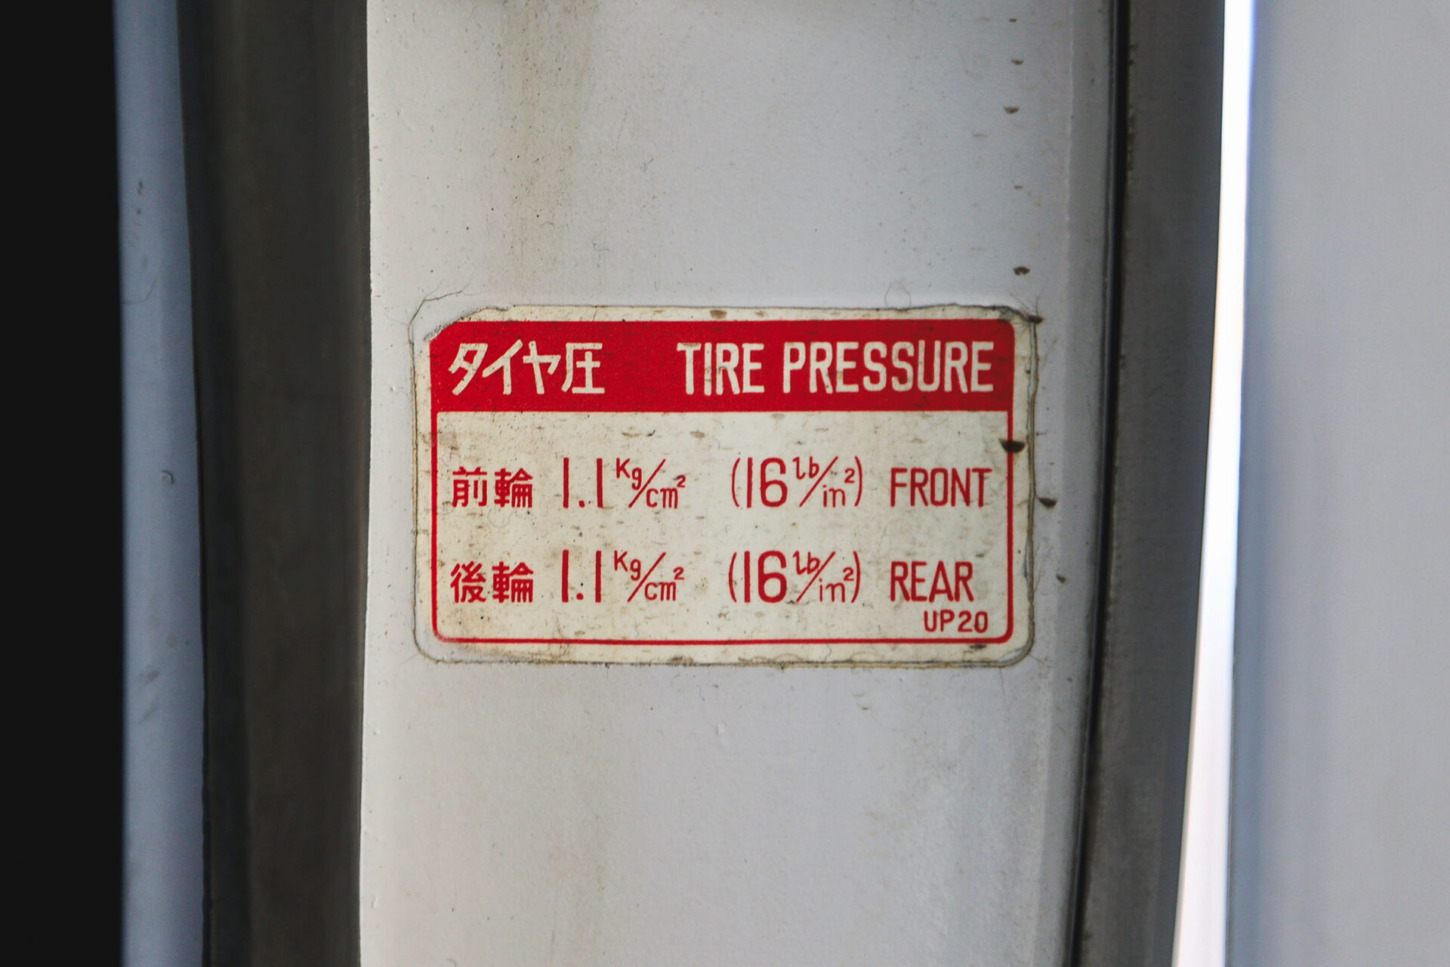 タイヤ圧 TIRE PRESSURE
前輪 1.1 Kg/cm² (16 lb/in²) FRONT
後輪 1.1 Kg/cm² (16 lb/in²) REAR
UP20